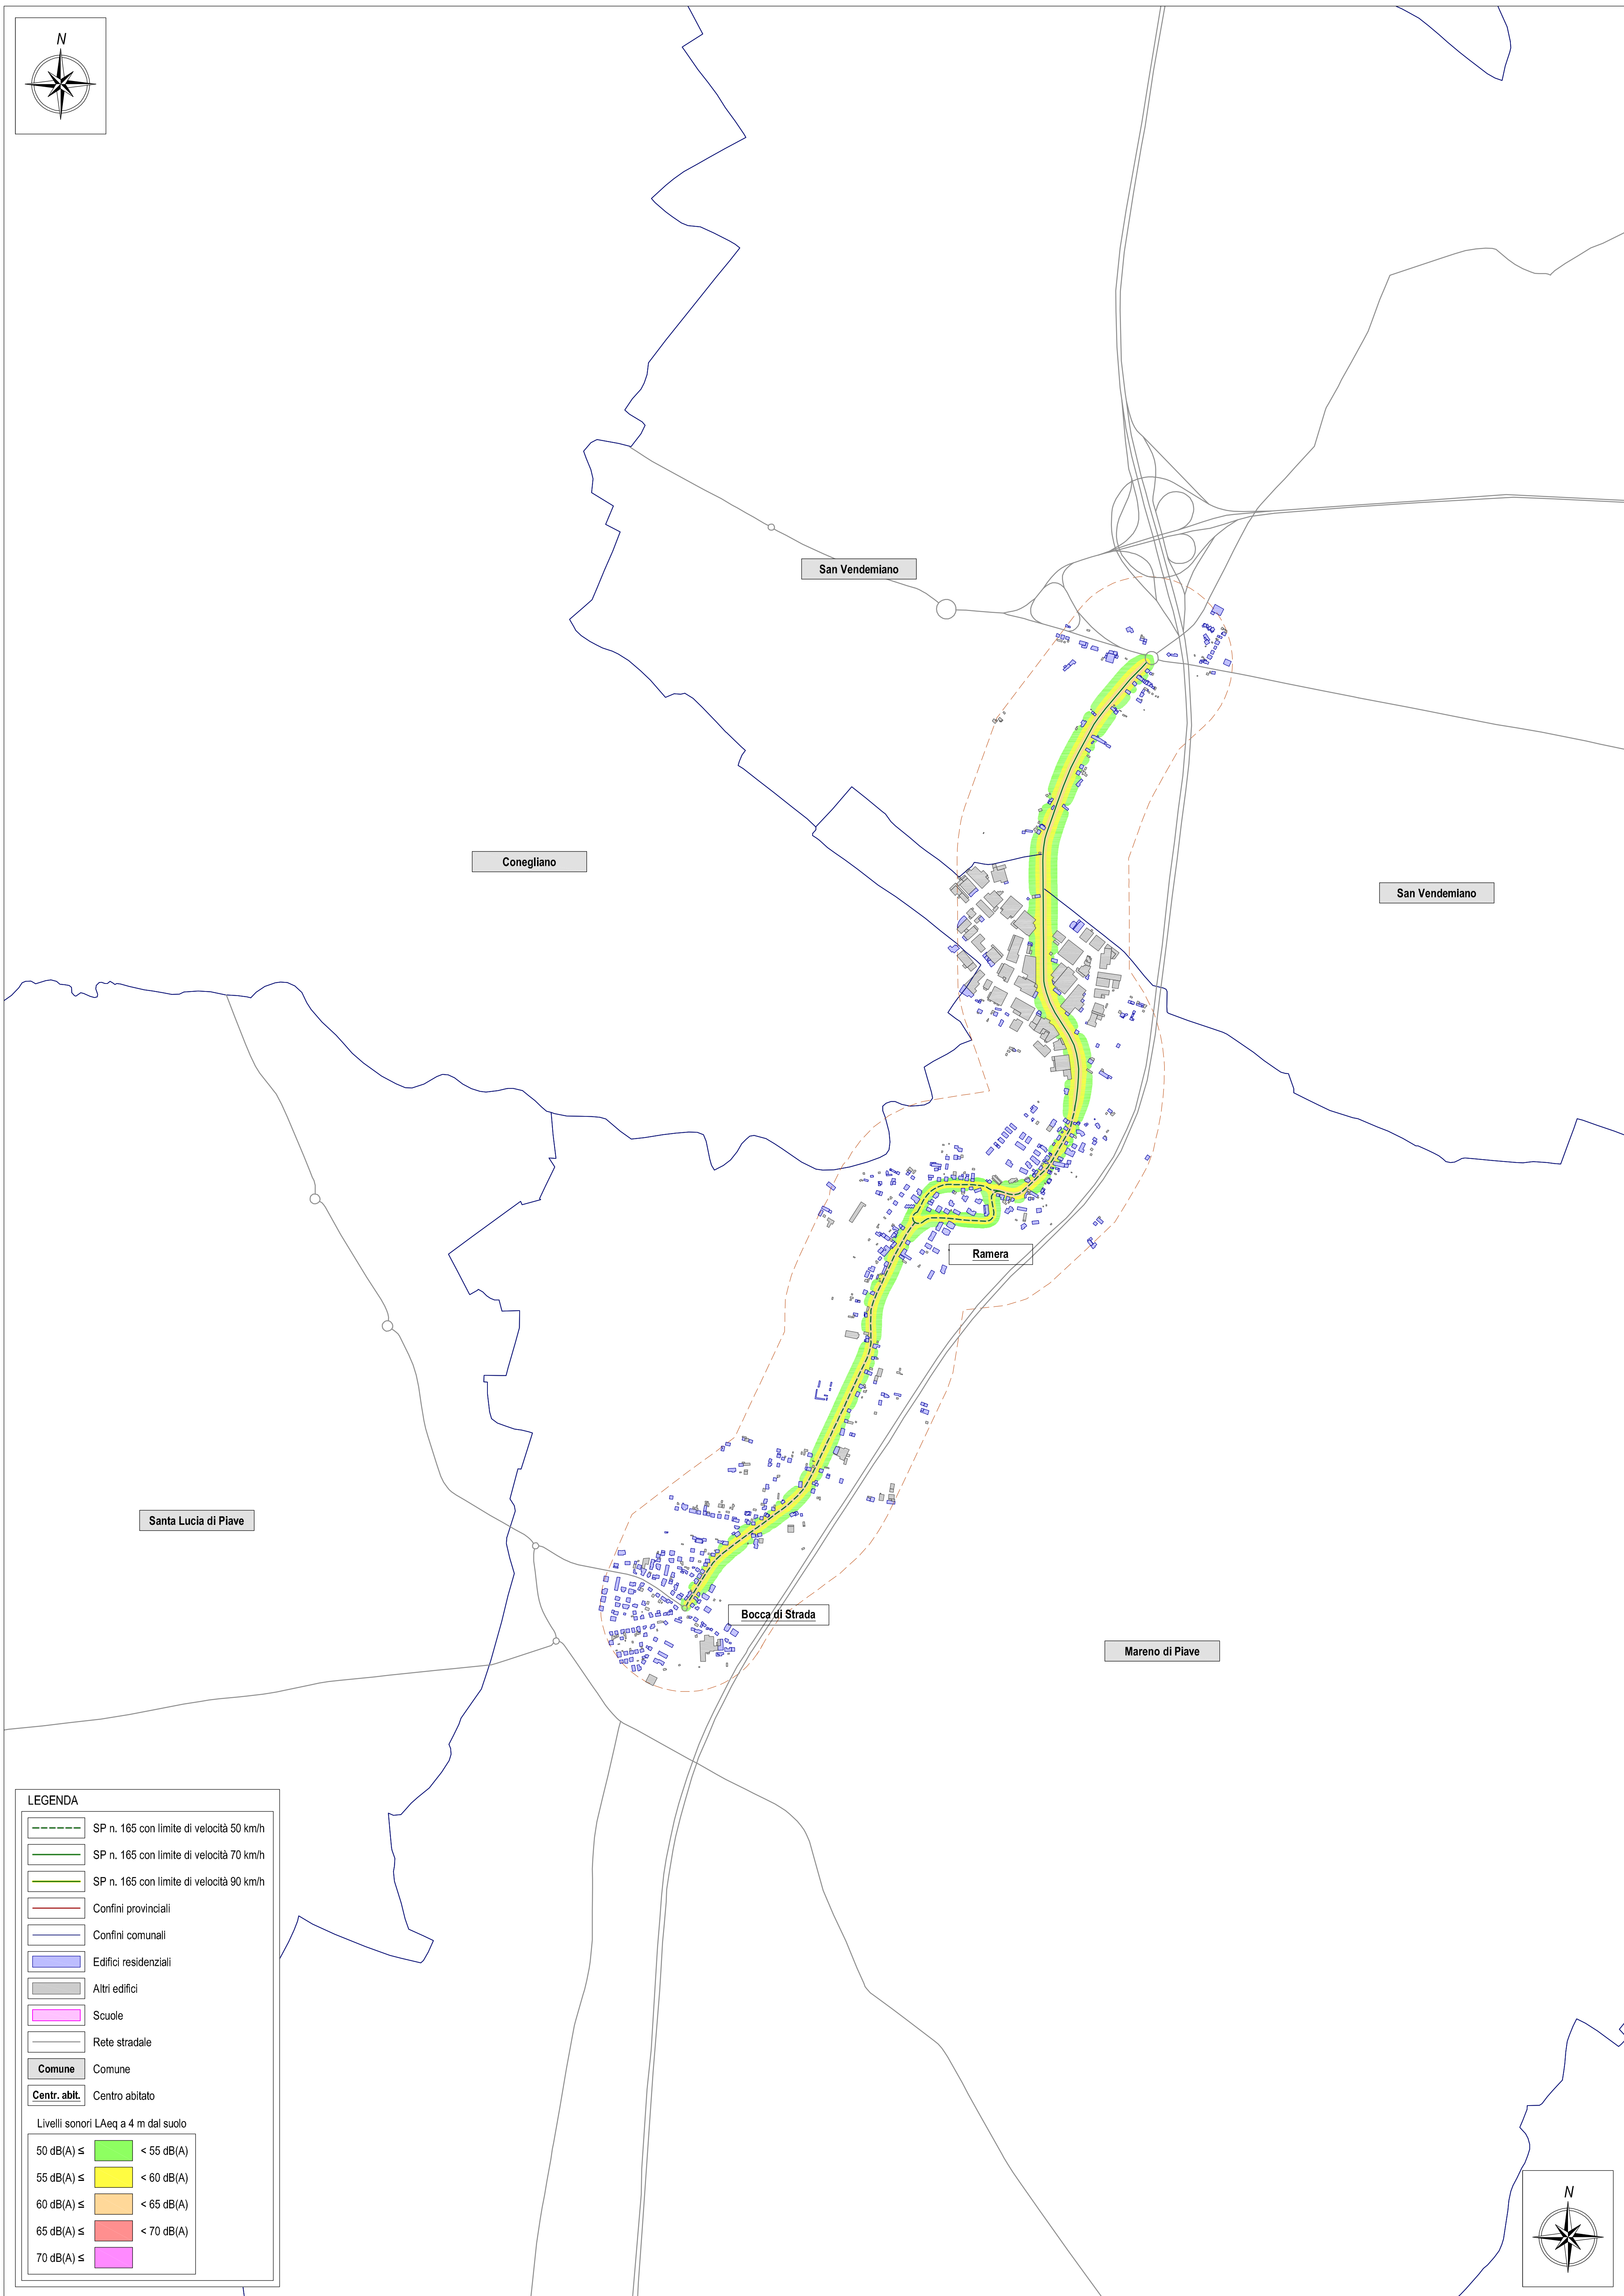 N
San Vendemiano
Conegliano
San Vendemiano
Ramera
Santa Lucia di Piave
Bocca di Strada
Mareno di Piave
LEGENDA
SP n. 165 con limite di velocità 50 km/h
SP n. 165 con limite di velocità 70 km/h
SP n. 165 con limite di velocità 90 km/h
Confini provinciali
Confini comunali
Edifici residenziali
Altri edifici
Scuole
Rete stradale
Comune Comune
Centr. abit. Centro abitato
Livelli sonori LAeq a 4 m dal suolo
50 dB(A) ≤ < 55 dB(A)
55 dB(A) ≤ < 60 dB(A)
60 dB(A) ≤ < 65 dB(A)
65 dB(A) ≤ < 70 dB(A)
70 dB(A) ≤
N